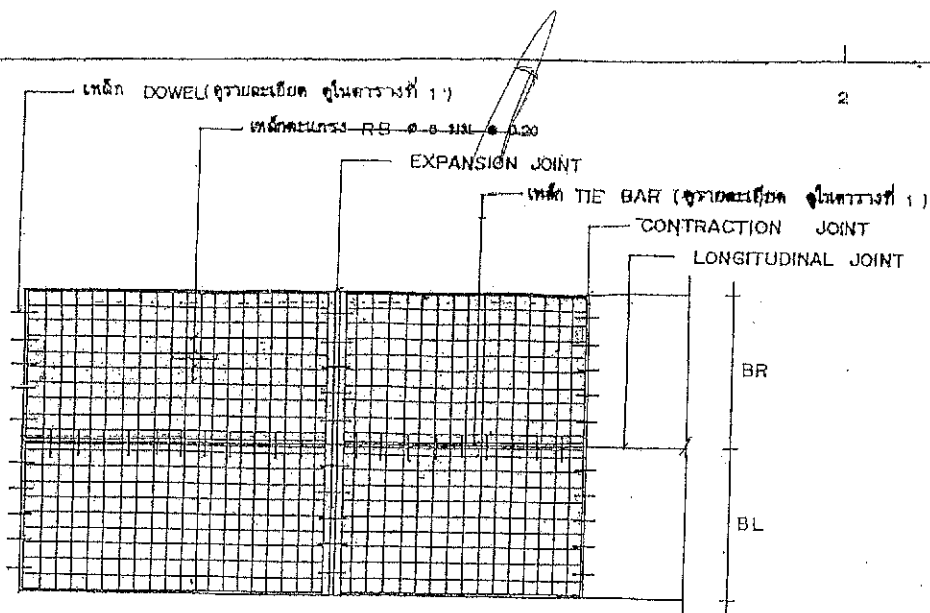 2
เหล็ก DOWEL(ดูรายละเอียด ดูในตารางที่ 1)
เหล็กตะแกรง RB Ø 6 มม. @ 0.20
EXPANSION JOINT
เหล็ก TIE BAR (ดูรายละเอียด ดูในตารางที่ 1)
CONTRACTION JOINT
LONGITUDINAL JOINT
BR
BL